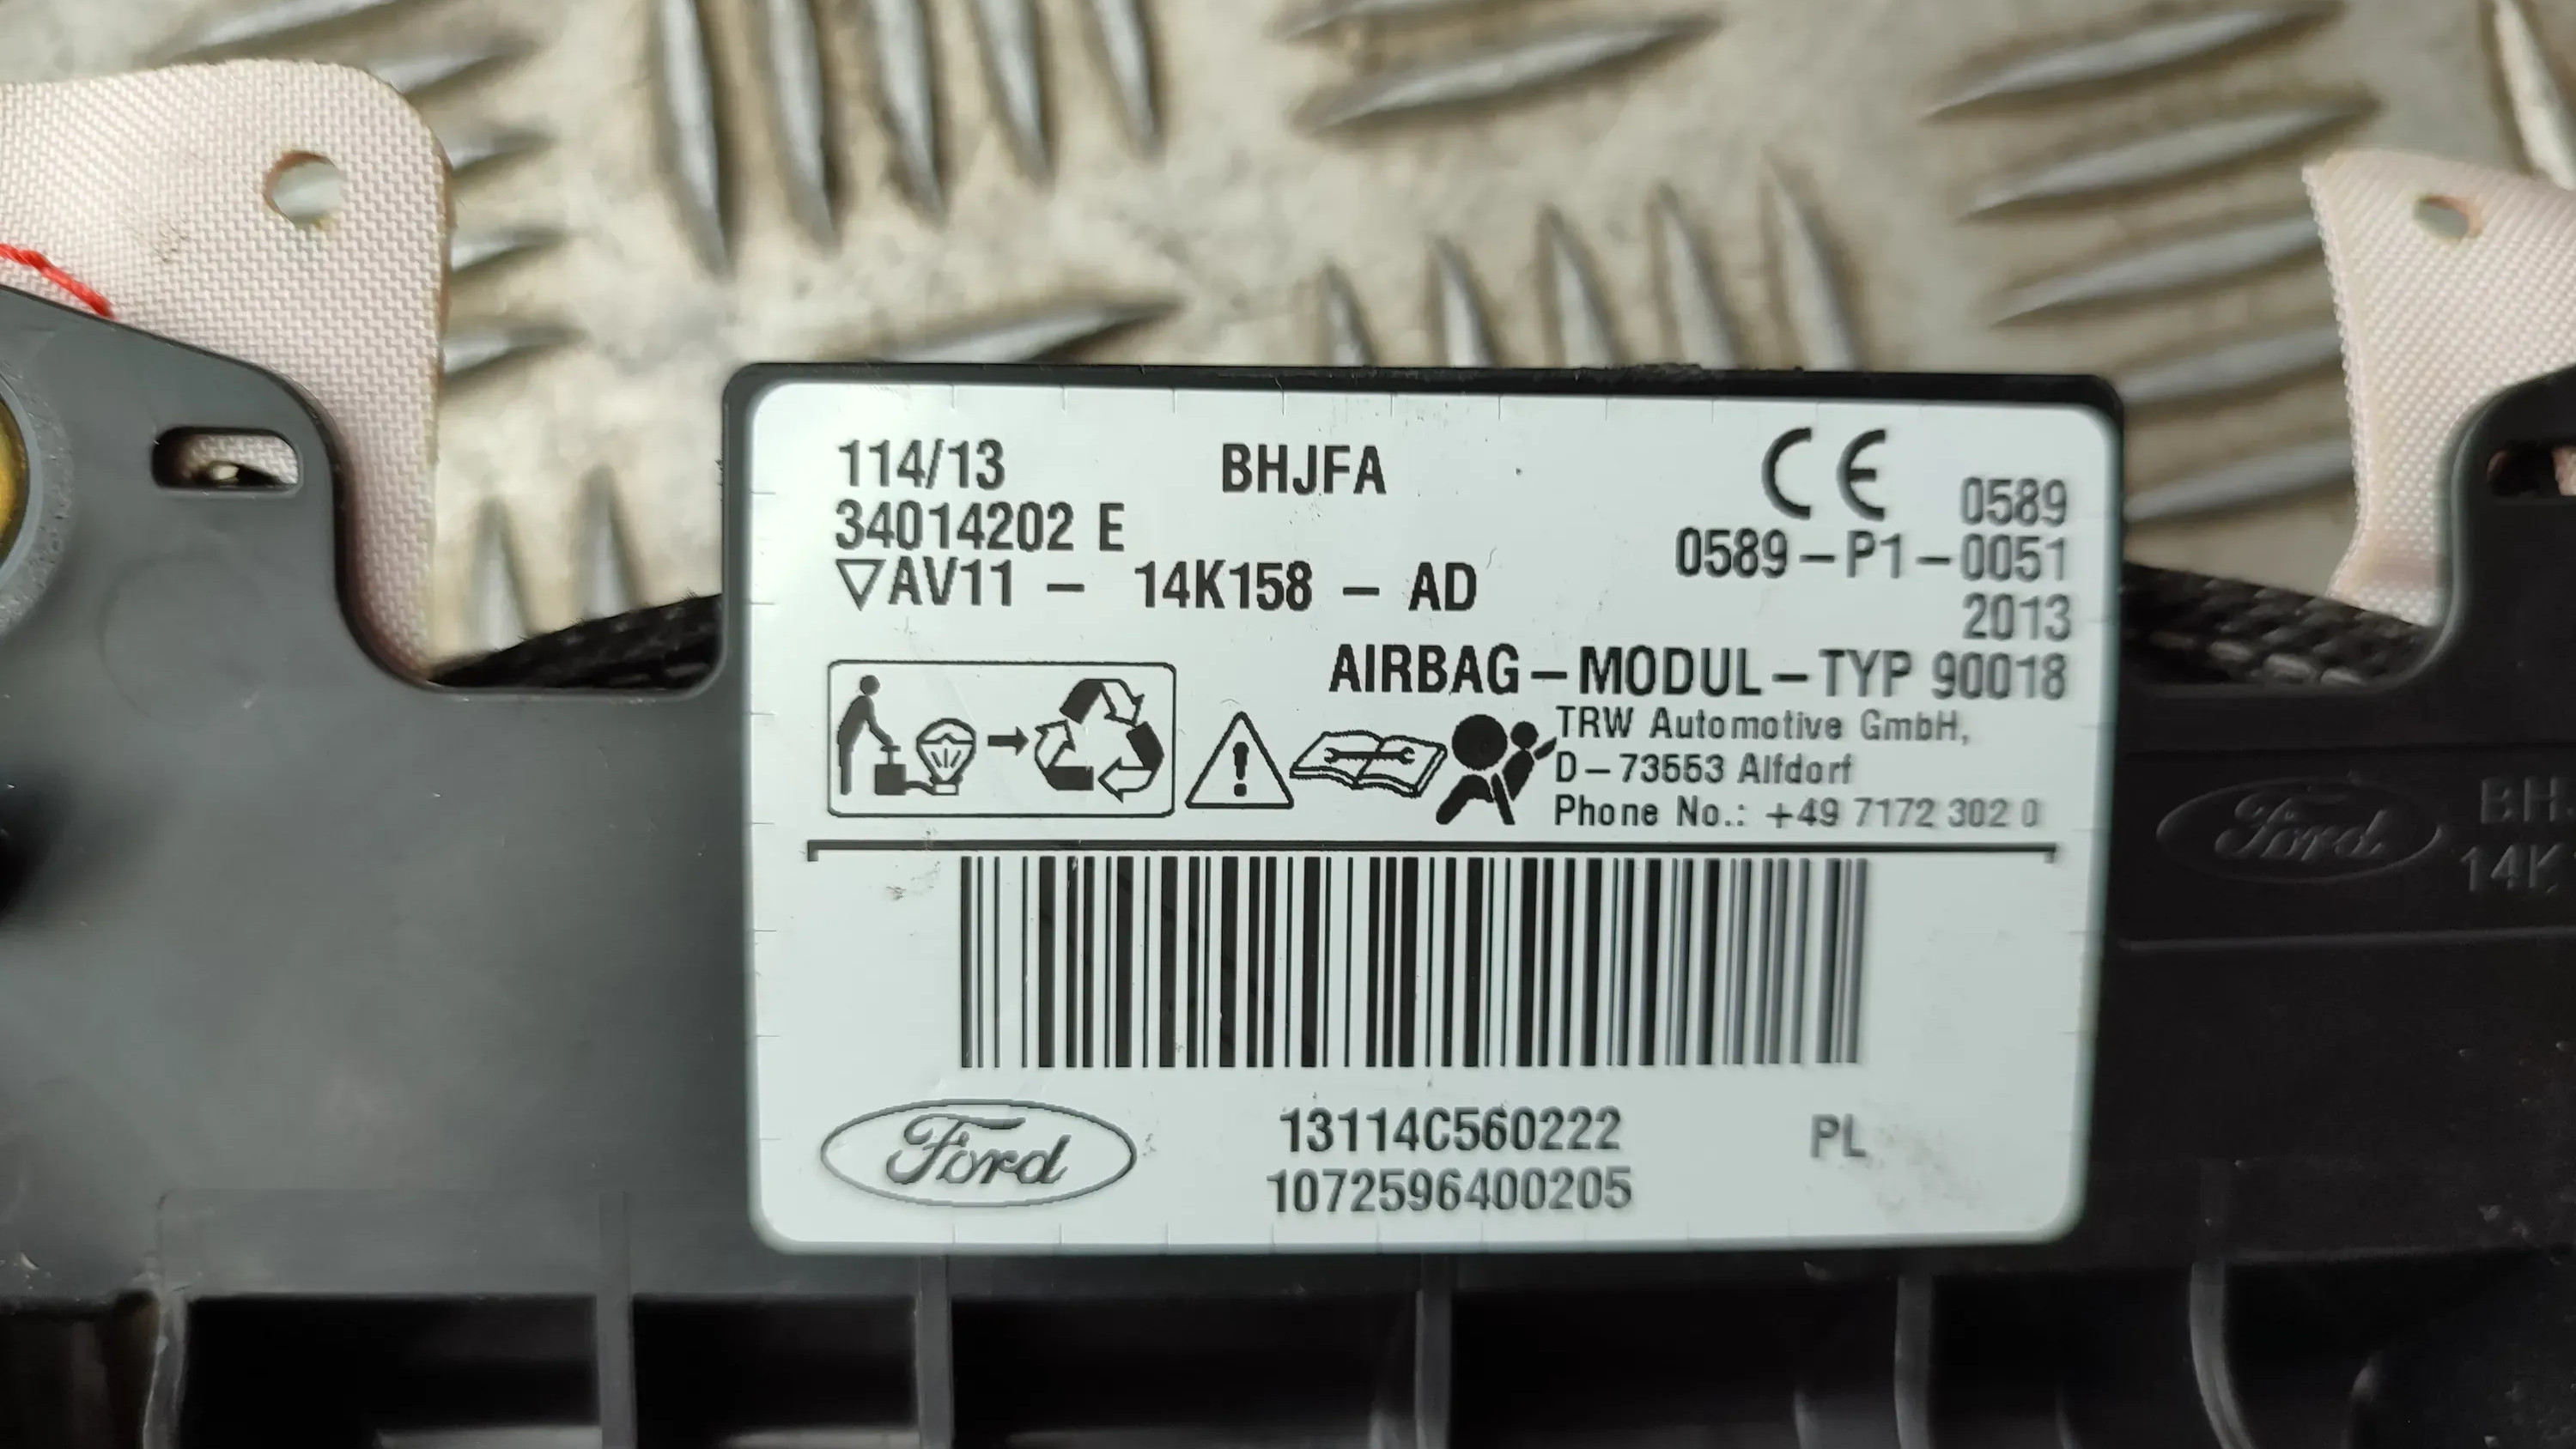 114/13 BHJFA CE 0589
34014202 E 0589-P1-0051
▽AV11 - 14K158 - AD 2013
AIRBAG-MODUL-TYP 90018
TRW Automotive GmbH,
D-73553 Alfdorf
Phone No.: +49 7172 302 0
Ford 13114C560222 PL
1072596400205
Ford BH
14K